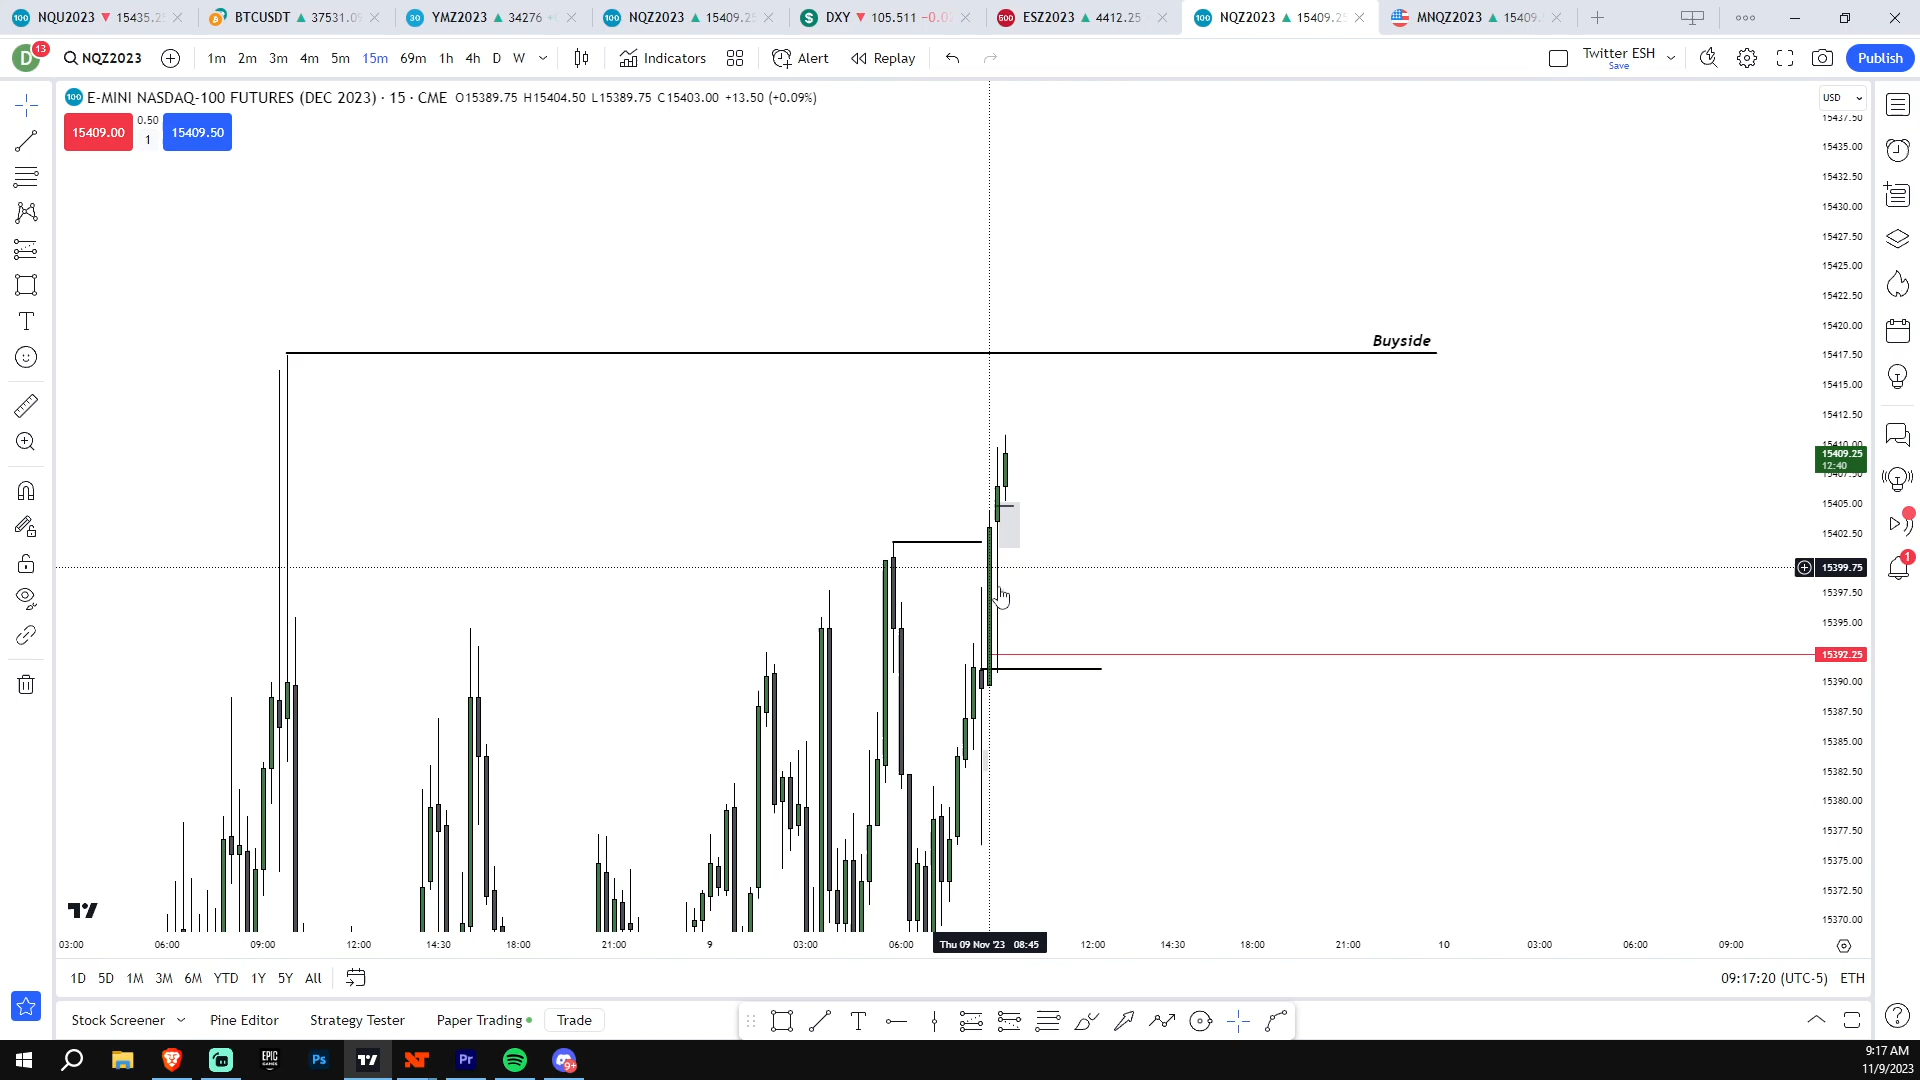 NQU2023 ▼ 15435.2
BTCUSDT ▲ 37531.0
YMZ2023 ▲ 34276
NQZ2023 ▲ 15409.2
DXY ▼ 105.511 −0.0
ESZ2023 ▲ 4412.25
NQZ2023 ▲ 15409.2
MNQZ2023 ▲ 15409.
D 13 NQZ2023 1m 2m 3m 4m 5m 15m 69m 1h 4h D W Indicators Alert Replay Twitter ESH Save Publish
E-MINI NASDAQ-100 FUTURES (DEC 2023) · 15 · CME O15389.75 H15404.50 L15389.75 C15403.00 +13.50 (+0.09%)
USD
15409.00 0.50 1 15409.50
15437.50
15435.00
15432.50
15430.00
15427.50
15425.00
15422.50
15420.00
Buyside
15417.50
15415.00
15412.50
15410.00
15409.25
12:40
15407.50
15405.00
15402.50
15399.75
15397.50
15395.00
15392.25
15390.00
15387.50
15385.00
15382.50
15380.00
15377.50
15375.00
15372.50
15370.00
03:00 06:00 09:00 12:00 14:30 18:00 21:00 9 03:00 06:00 Thu 09 Nov '23 08:45 12:00 14:30 18:00 21:00 10 03:00 06:00 09:00
1D 5D 1M 3M 6M YTD 1Y 5Y All 09:17:20 (UTC-5) ETH
Stock Screener Pine Editor Strategy Tester Paper Trading Trade
9:17 AM
11/9/2023